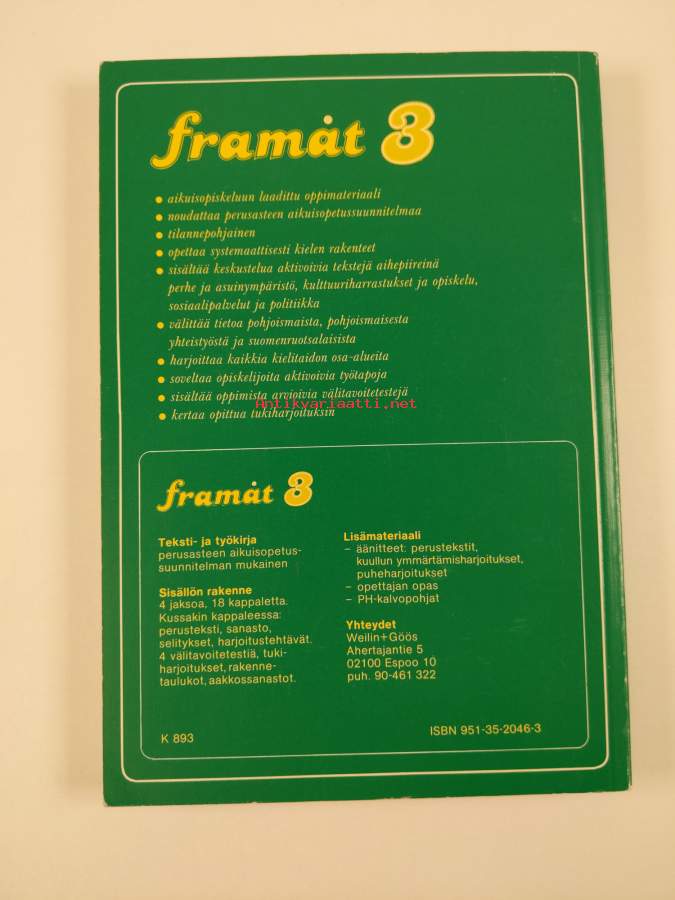 framåt 3
• aikuisopiskeluun laadittu oppimateriaali
• noudattaa perusasteen aikuisopetussuunnitelmaa
• tilannepohjainen
• opettaa systemaattisesti kielen rakenteet
• sisältää keskustelua aktivoivia tekstejä aihepiireinä
perhe ja asuinympäristö, kulttuuriharrastukset ja opiskelu,
sosiaalipalvelut ja politiikka
• välittää tietoa pohjoismaista, pohjoismaisesta
yhteistyöstä ja suomenruotsalaisista
• harjoittaa kaikkia kielitaidon osa-alueita
• soveltaa opiskelijoita aktivoivia työtapoja
• sisältää oppimista arvioivia välitavoitetestejä
Antikvariaatti.net
• kertaa opittua tukiharjoituksin
framåt 3
Teksti- ja työkirja
perusasteen aikuisopetus-
suunnitelman mukainen
Sisällön rakenne
4 jaksoa, 18 kappaletta.
Kussakin kappaleessa:
perusteksti, sanasto,
selitykset, harjoitustehtävät.
4 välitavoitetestiä, tuki-
harjoitukset, rakenne-
taulukot, aakkossanastot.
Lisämateriaali
– äänitteet: perustekstit,
kuullun ymmärtämisharjoitukset,
puheharjoitukset
– opettajan opas
– PH-kalvopohjat
Yhteydet
Weilin+Göös
Ahertajantie 5
02100 Espoo 10
puh. 90-461 322
K 893
ISBN 951-35-2046-3